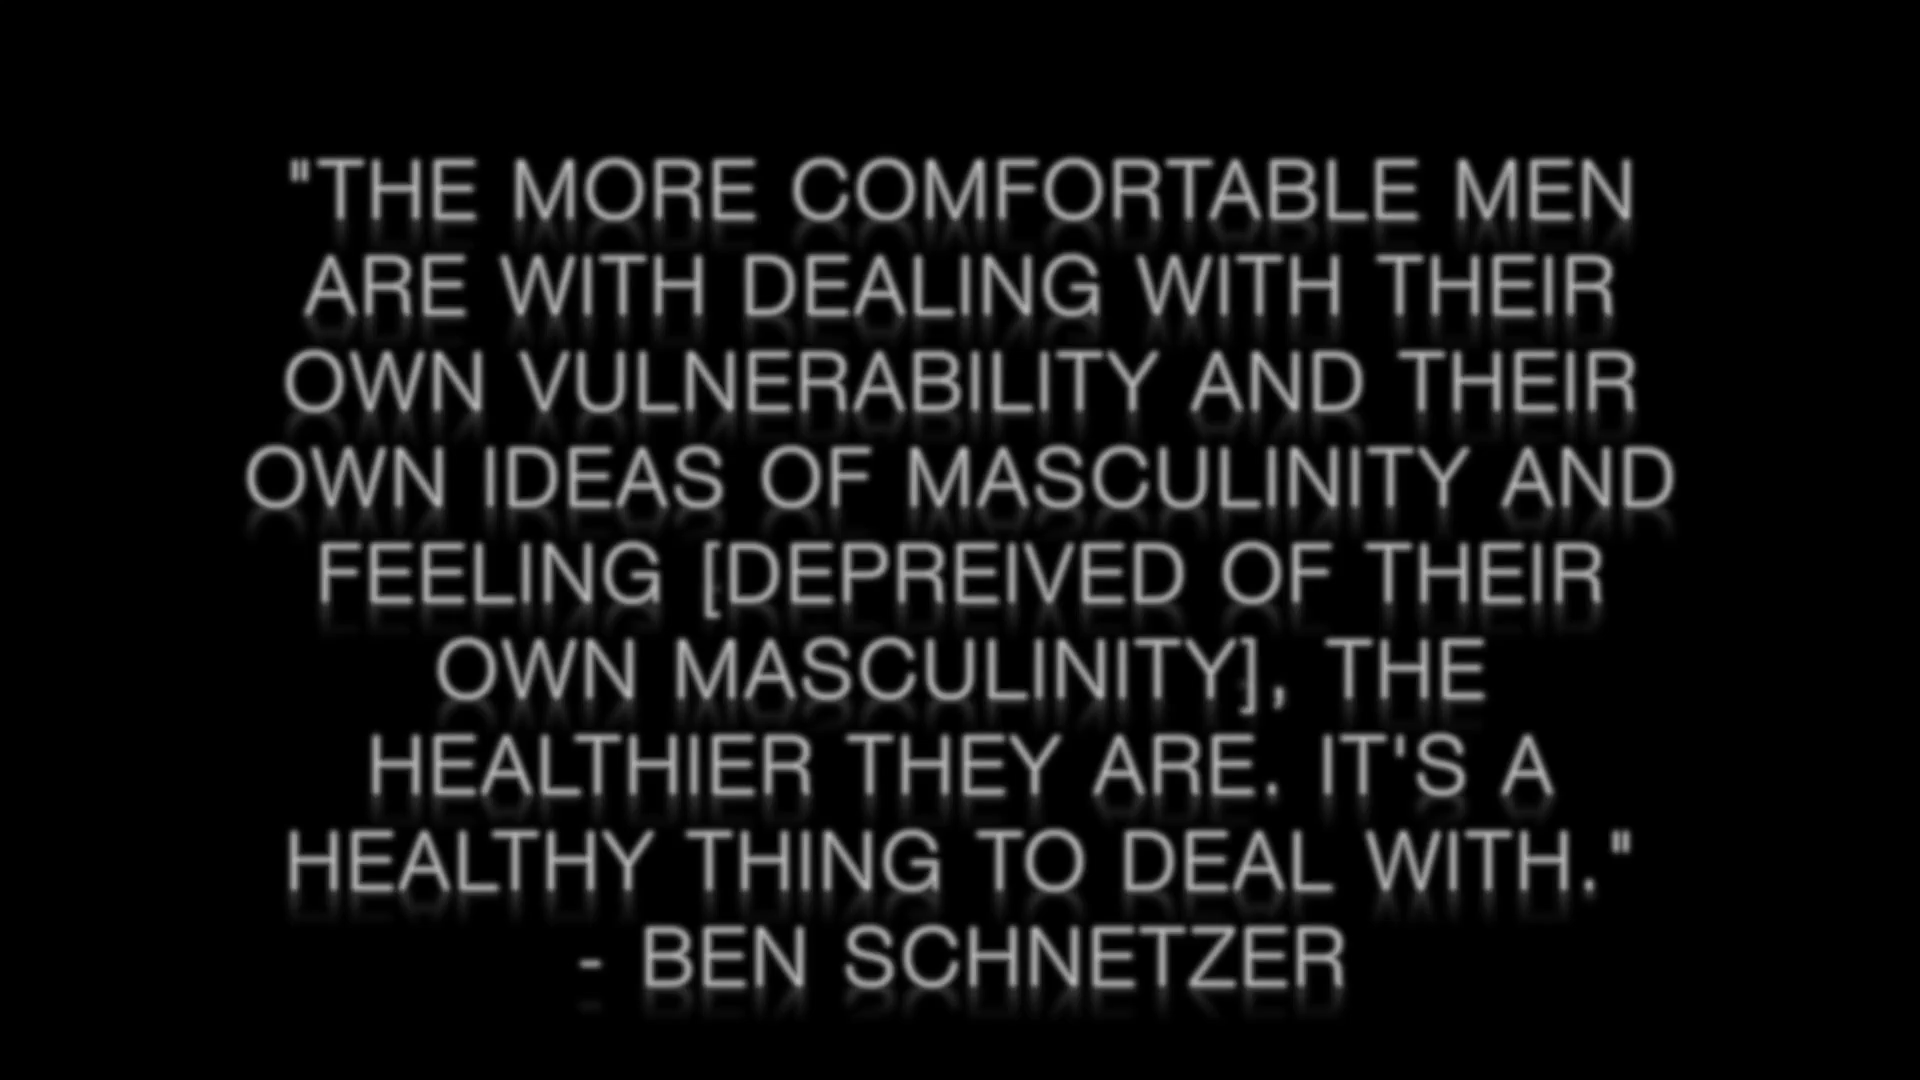 "THE MORE COMFORTABLE MEN
ARE WITH DEALING WITH THEIR
OWN VULNERABILITY AND THEIR
OWN IDEAS OF MASCULINITY AND
FEELING [DEPREIVED OF THEIR
OWN MASCULINITY], THE
HEALTHIER THEY ARE. IT'S A
HEALTHY THING TO DEAL WITH."
- BEN SCHNETZER